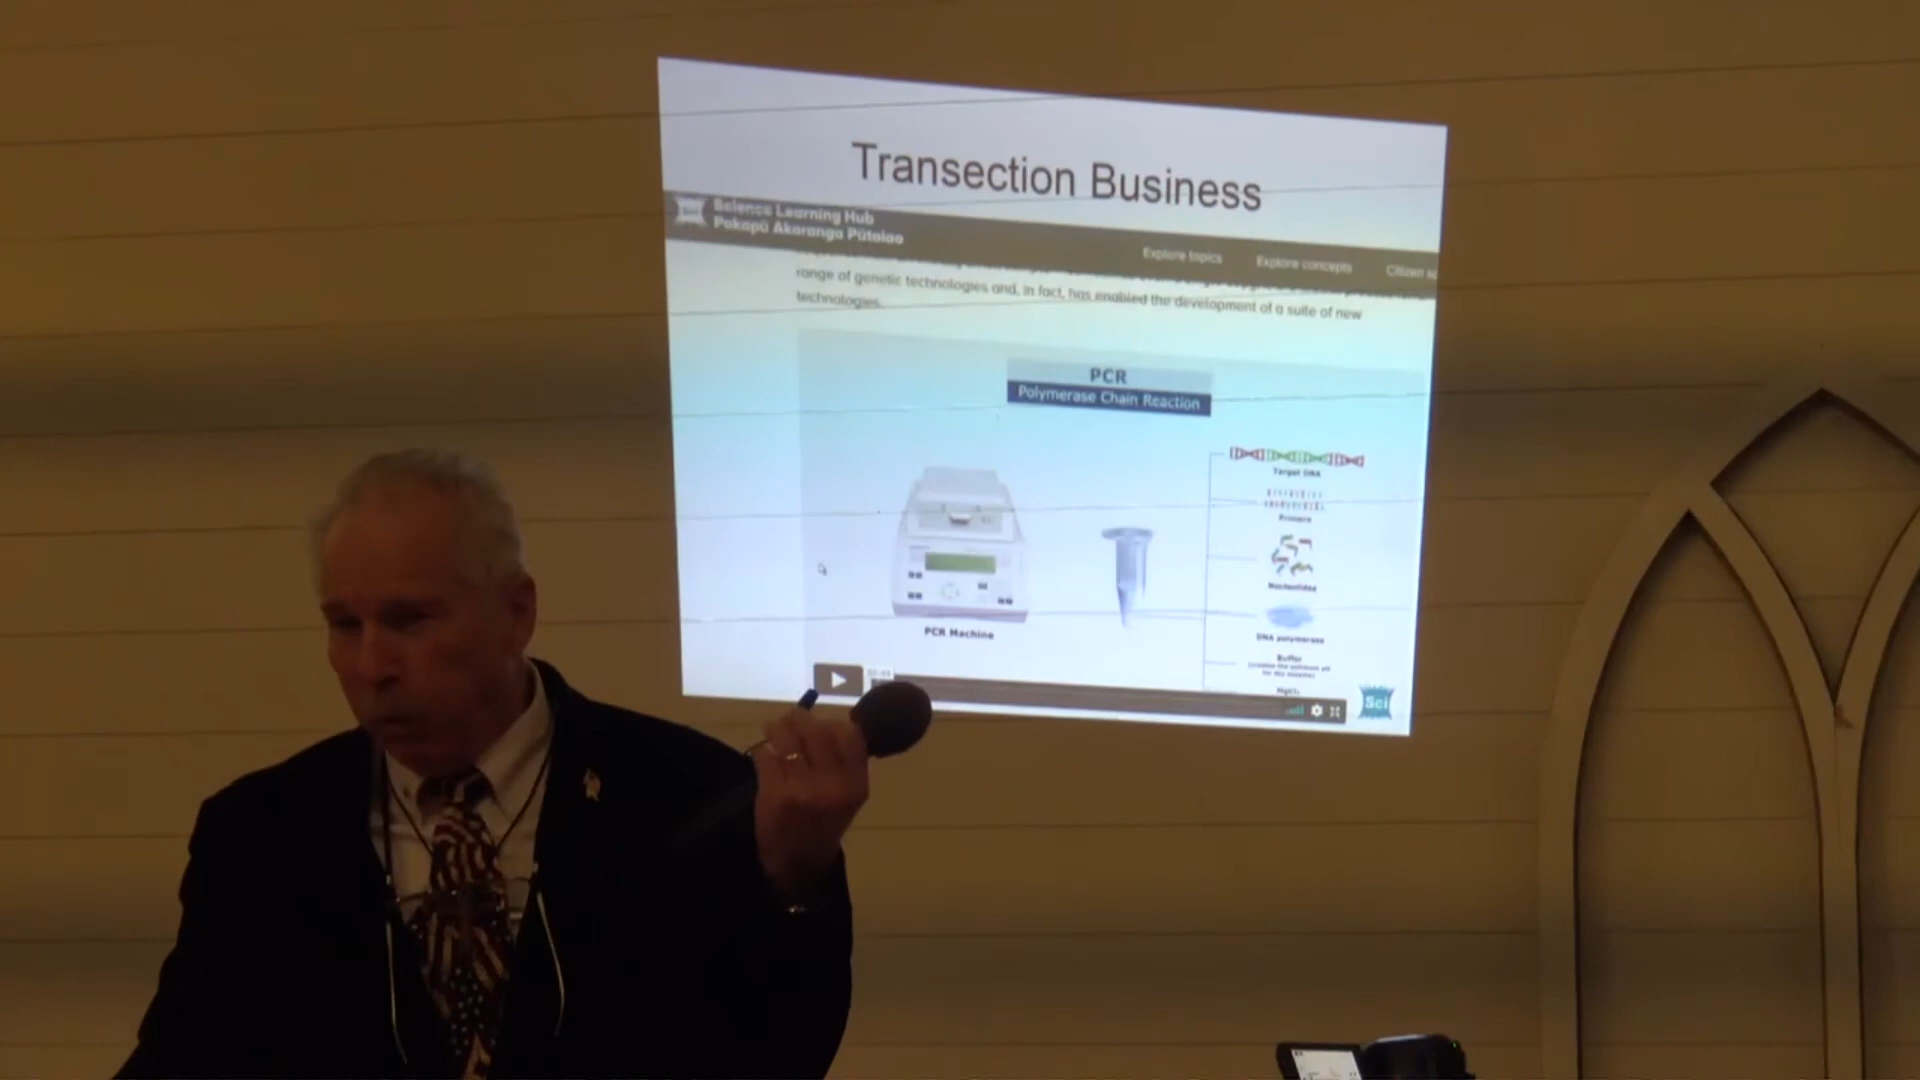 Transection Business
Science Learning Hub
Pokapū Akoranga Pūtaiao
Explore topics
Explore concepts
Citizen
range of genetic technologies and, in fact, has enabled the development of a suite of new
technologies.
PCR
Polymerase Chain Reaction
Target DNA
Primers
Nucleotides
DNA polymerase
Buffer
MgCl₂
PCR Machine
Sci